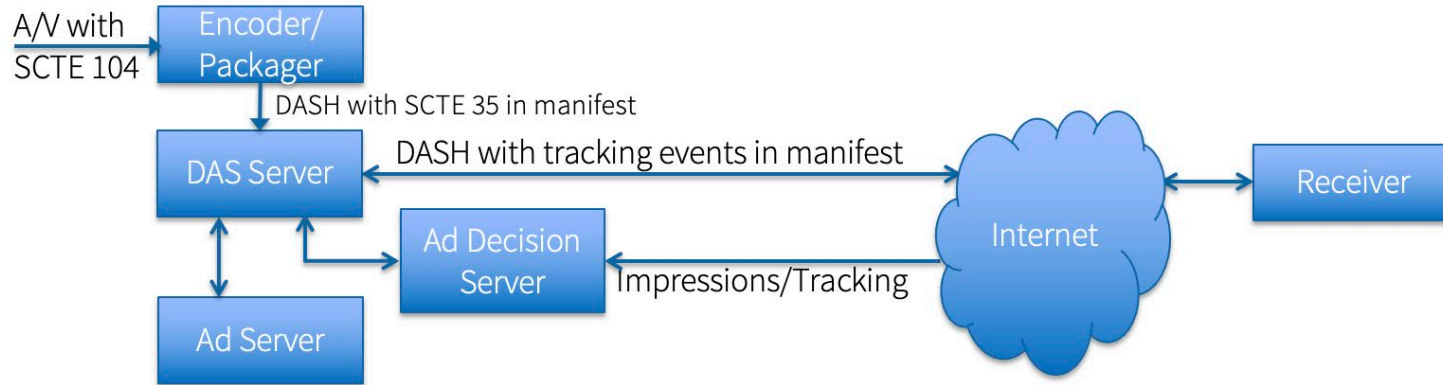 A/V with
SCTE 104
Encoder/
Packager
DASH with SCTE 35 in manifest
DAS Server
DASH with tracking events in manifest
Ad Decision
Server
Impressions/Tracking
Internet
Receiver
Ad Server